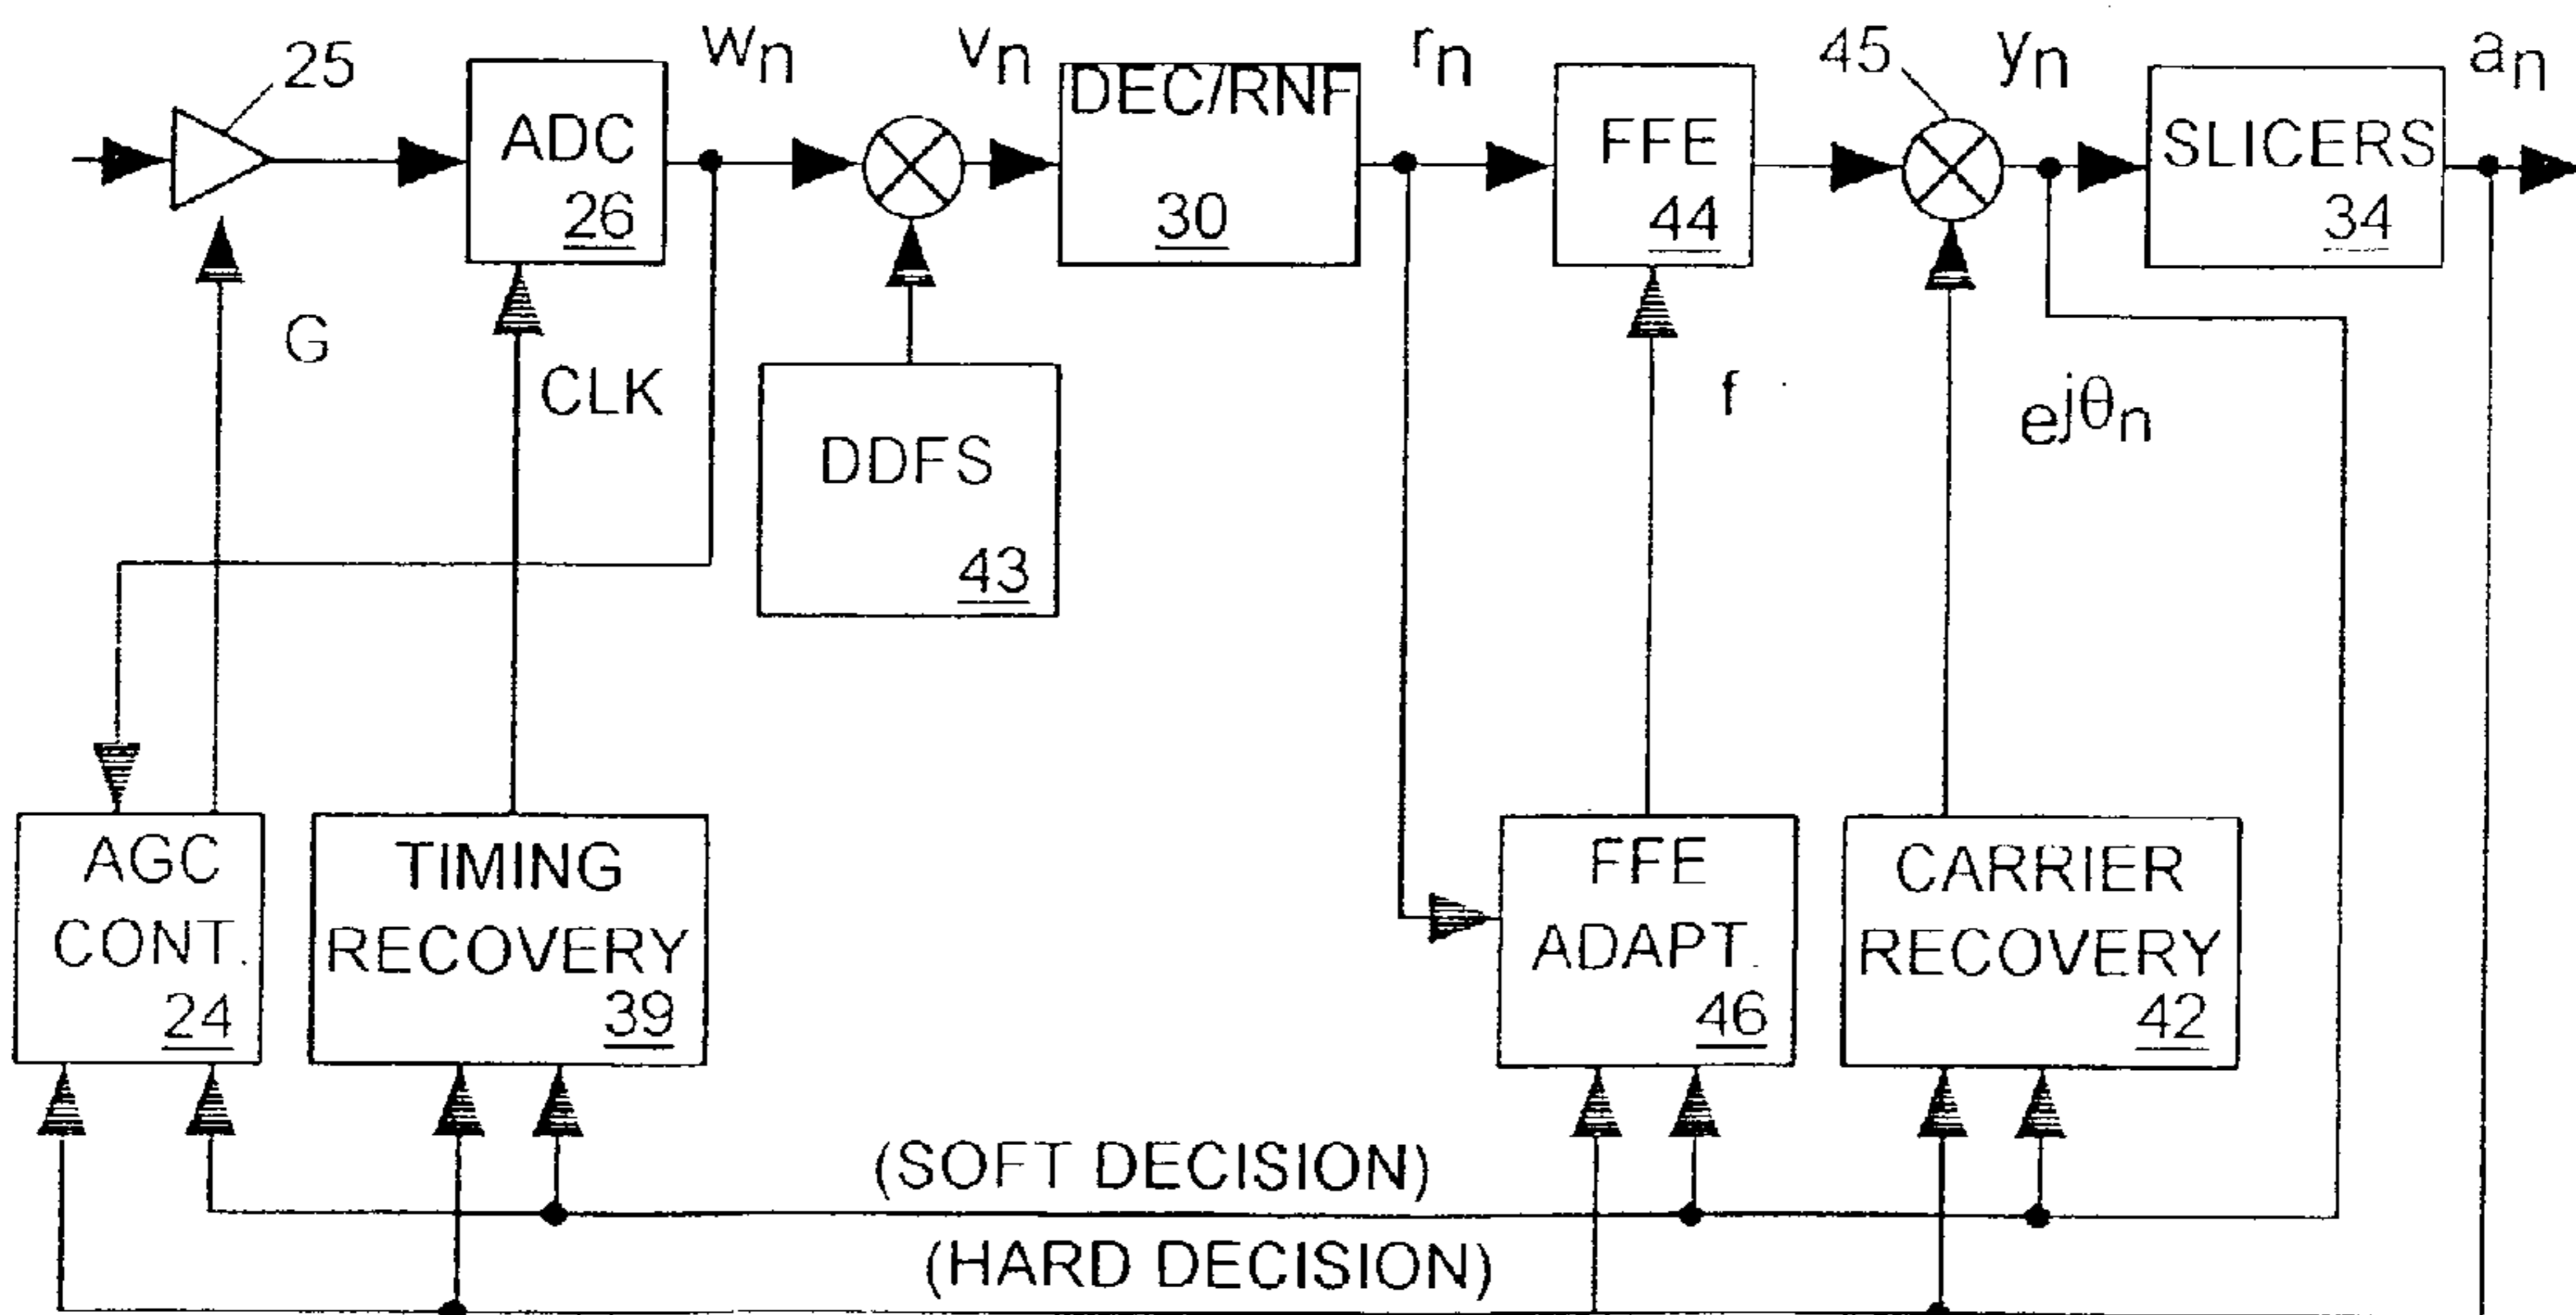 25
wn
vn
rn
45
yn
an
ADC
26
DEC/RNF
30
FFE
44
SLICERS
34
G
CLK
DDFS
43
f
ejθn
AGC
CONT.
24
TIMING
RECOVERY
39
FFE
ADAPT.
46
CARRIER
RECOVERY
42
(SOFT DECISION)
(HARD DECISION)